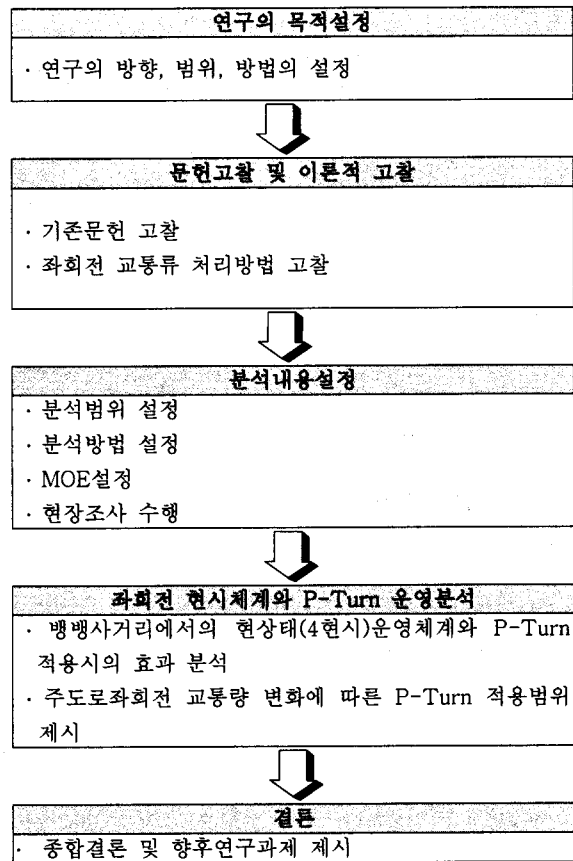 연구의 목적설정
· 연구의 방향, 범위, 방법의 설정
문헌고찰 및 이론적 고찰
· 기존문헌 고찰
· 좌회전 교통류 처리방법 고찰
분석내용설정
· 분석범위 설정
· 분석방법 설정
· MOE설정
· 현장조사 수행
좌회전 현시체계와 P-Turn 운영분석
· 뱅뱅사거리에서의 현상태(4현시)운영체계와 P-Turn
적용시의 효과 분석
· 주도로좌회전 교통량 변화에 따른 P-Turn 적용범위
제시
결론
· 종합결론 및 향후연구과제 제시